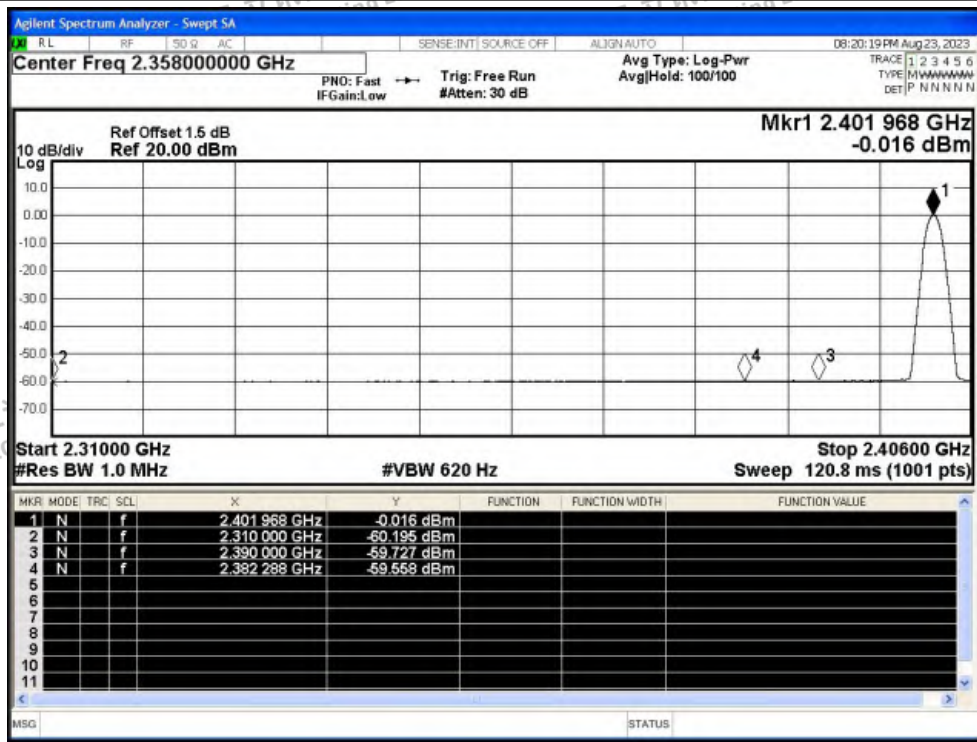 Agilent Spectrum Analyzer - Swept SA
RL RF 50 Ω AC SENSE:INT SOURCE OFF ALIGN AUTO 08:20:19 PM Aug 23, 2023
Center Freq 2.358000000 GHz
PNO: Fast
IFGain:Low
Trig: Free Run
#Atten: 30 dB
Avg Type: Log-Pwr
Avg|Hold: 100/100
TRACE 1 2 3 4 5 6
TYPE MWWWWW
DET P N N N N N
Mkr1 2.401 968 GHz
-0.016 dBm
Ref Offset 1.5 dB
10 dB/div Ref 20.00 dBm
Log
10.0
0.00
-10.0
-20.0
-30.0
-40.0
-50.0
-60.0
-70.0
1
2
4
3
Start 2.31000 GHz Stop 2.40600 GHz
#Res BW 1.0 MHz #VBW 620 Hz Sweep 120.8 ms (1001 pts)
MKR MODE TRC SCL X Y FUNCTION FUNCTION WIDTH FUNCTION VALUE
1 N f 2.401 968 GHz -0.016 dBm
2 N f 2.310 000 GHz -60.195 dBm
3 N f 2.390 000 GHz -59.727 dBm
4 N f 2.382 288 GHz -59.558 dBm
5
6
7
8
9
10
11
MSG STATUS